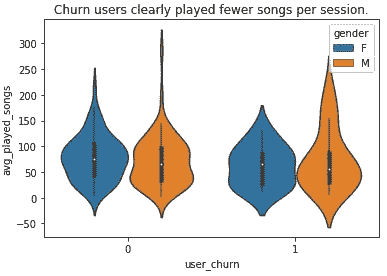 Churn users clearly played fewer songs per session.
gender
F
M
300
250
200
150
100
50
0
−50
avg_played_songs
0
1
user_churn